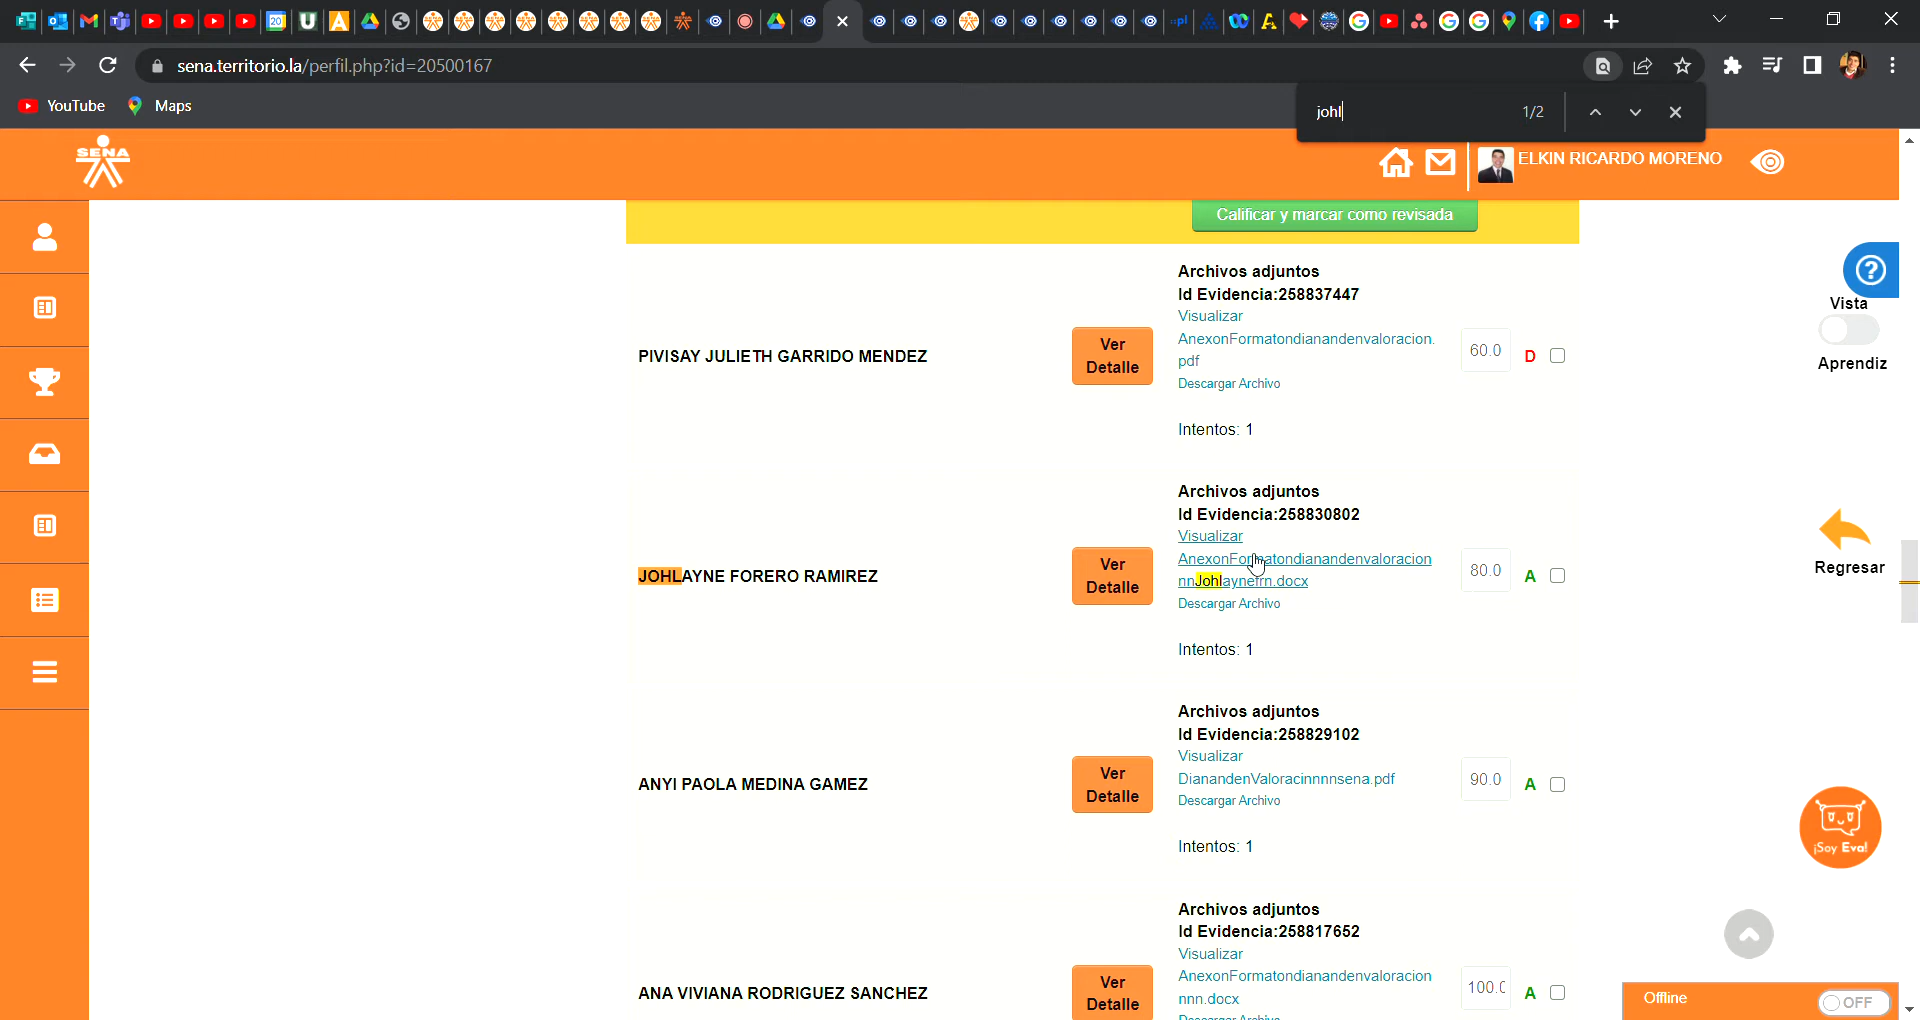 sena.territorio.la/perfil.php?id=20500167
YouTube
Maps
johl
1/2
SENA
ELKIN RICARDO MORENO
Calificar y marcar como revisada
Archivos adjuntos
Id Evidencia:258837447
Visualizar
AnexonFormatondianandenvaloracion.
pdf
Descargar Archivo
PIVISAY JULIETH GARRIDO MENDEZ
Ver
Detalle
60.0
D
Intentos: 1
Archivos adjuntos
Id Evidencia:258830802
Visualizar
AnexonFormatondianandenvaloracion
nnJohlaynefrn.docx
Descargar Archivo
JOHLAYNE FORERO RAMIREZ
Ver
Detalle
80.0
A
Intentos: 1
Archivos adjuntos
Id Evidencia:258829102
Visualizar
DianandenValoracinnnnsena.pdf
Descargar Archivo
ANYI PAOLA MEDINA GAMEZ
Ver
Detalle
90.0
A
Intentos: 1
Archivos adjuntos
Id Evidencia:258817652
Visualizar
AnexonFormatondianandenvaloracion
nnn.docx
Descargar Archivo
ANA VIVIANA RODRIGUEZ SANCHEZ
Ver
Detalle
100.0
A
Vista
Aprendiz
Regresar
¡Soy Eva!
Offline
OFF